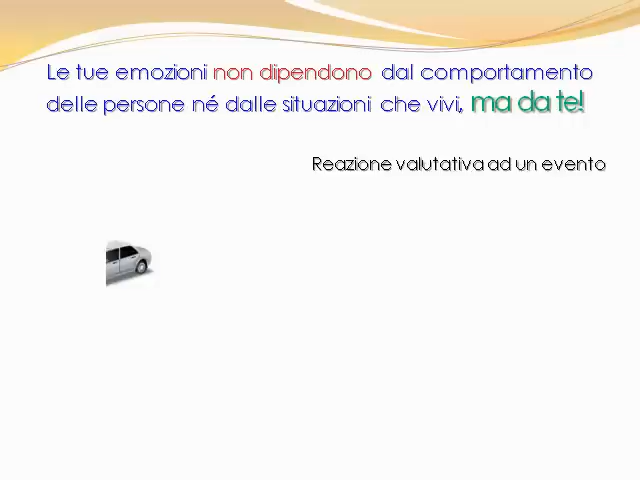 Le tue emozioni non dipendono dal comportamento
delle persone né dalle situazioni che vivi, ma da te!
Reazione valutativa ad un evento